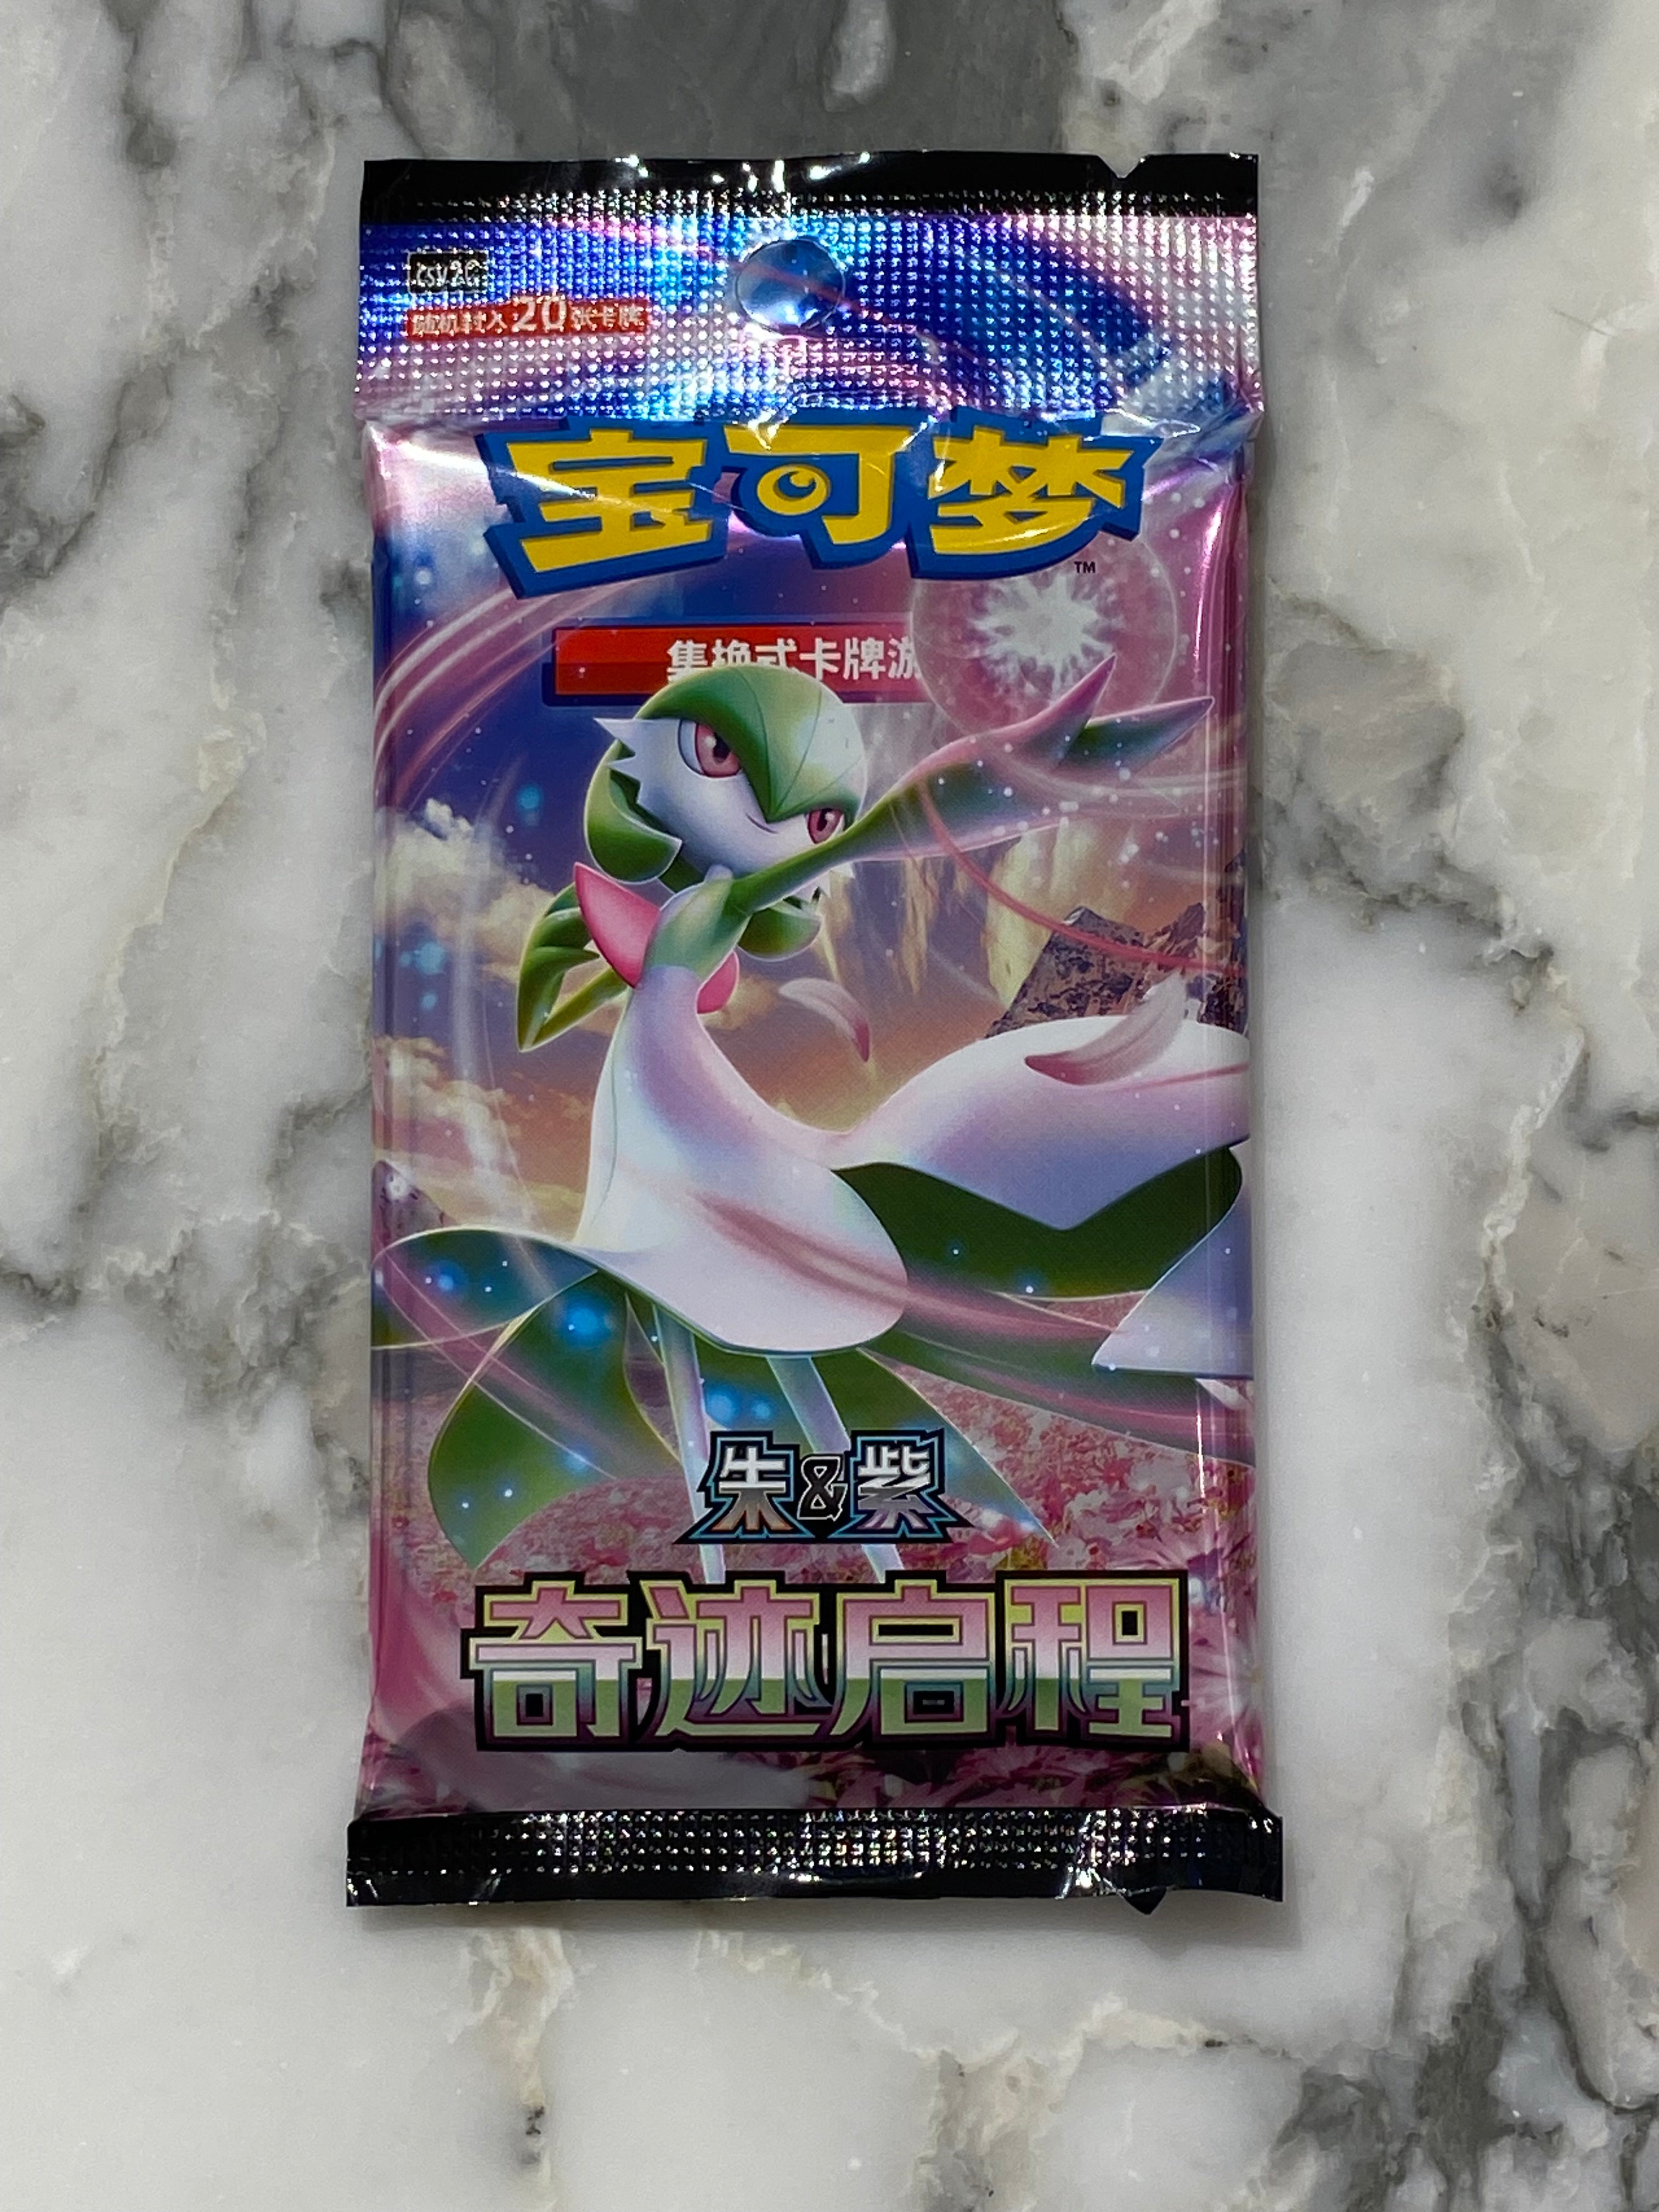 CSV2C
随机封入20张卡牌
宝可梦
TM
集换式卡牌游
朱&紫
奇迹启程